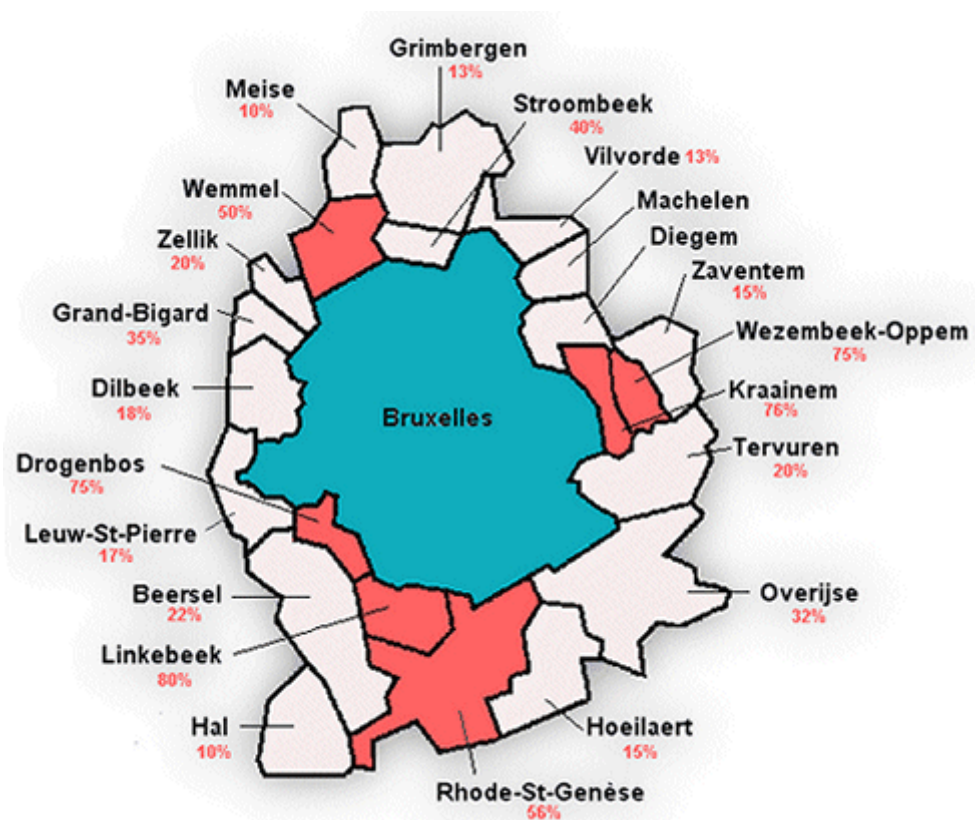 Grimbergen
13%
Meise
10%
Stroombeek
40%
Vilvorde 13%
Wemmel
50%
Machelen
Zellik
20%
Diegem
Zaventem
15%
Grand-Bigard
35%
Wezembeek-Oppem
75%
Dilbeek
18%
Kraainem
76%
Bruxelles
Tervuren
20%
Drogenbos
75%
Leuw-St-Pierre
17%
Beersel
22%
Overijse
32%
Linkebeek
80%
Hal
10%
Hoeilaert
15%
Rhode-St-Genèse
56%